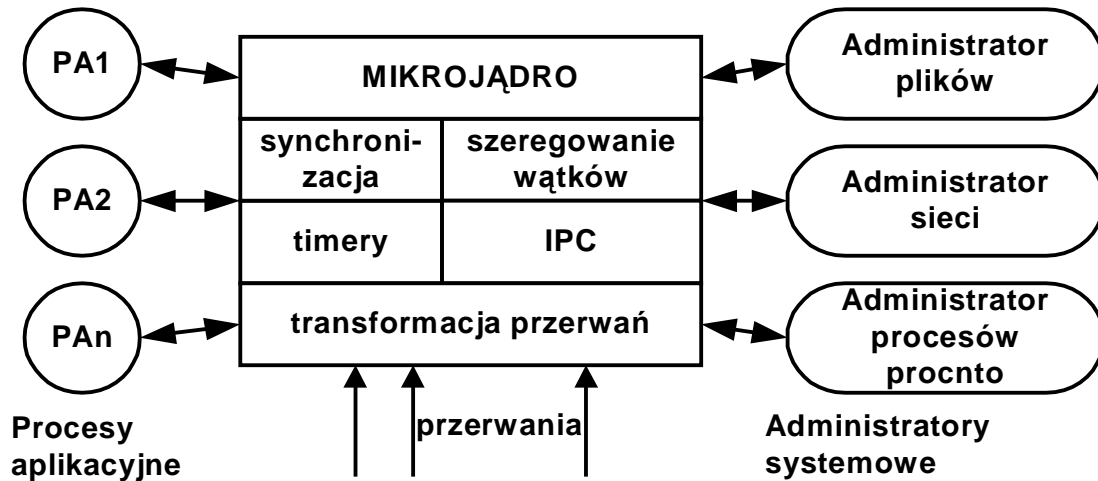 PA1
MIKROJĄDRO
Administrator
plików
synchroni-
zacja
szeregowanie
wątków
PA2
Administrator
sieci
timery
IPC
PAn
transformacja przerwań
Administrator
procesów
procnto
przerwania
Procesy
aplikacyjne
Administratory
systemowe